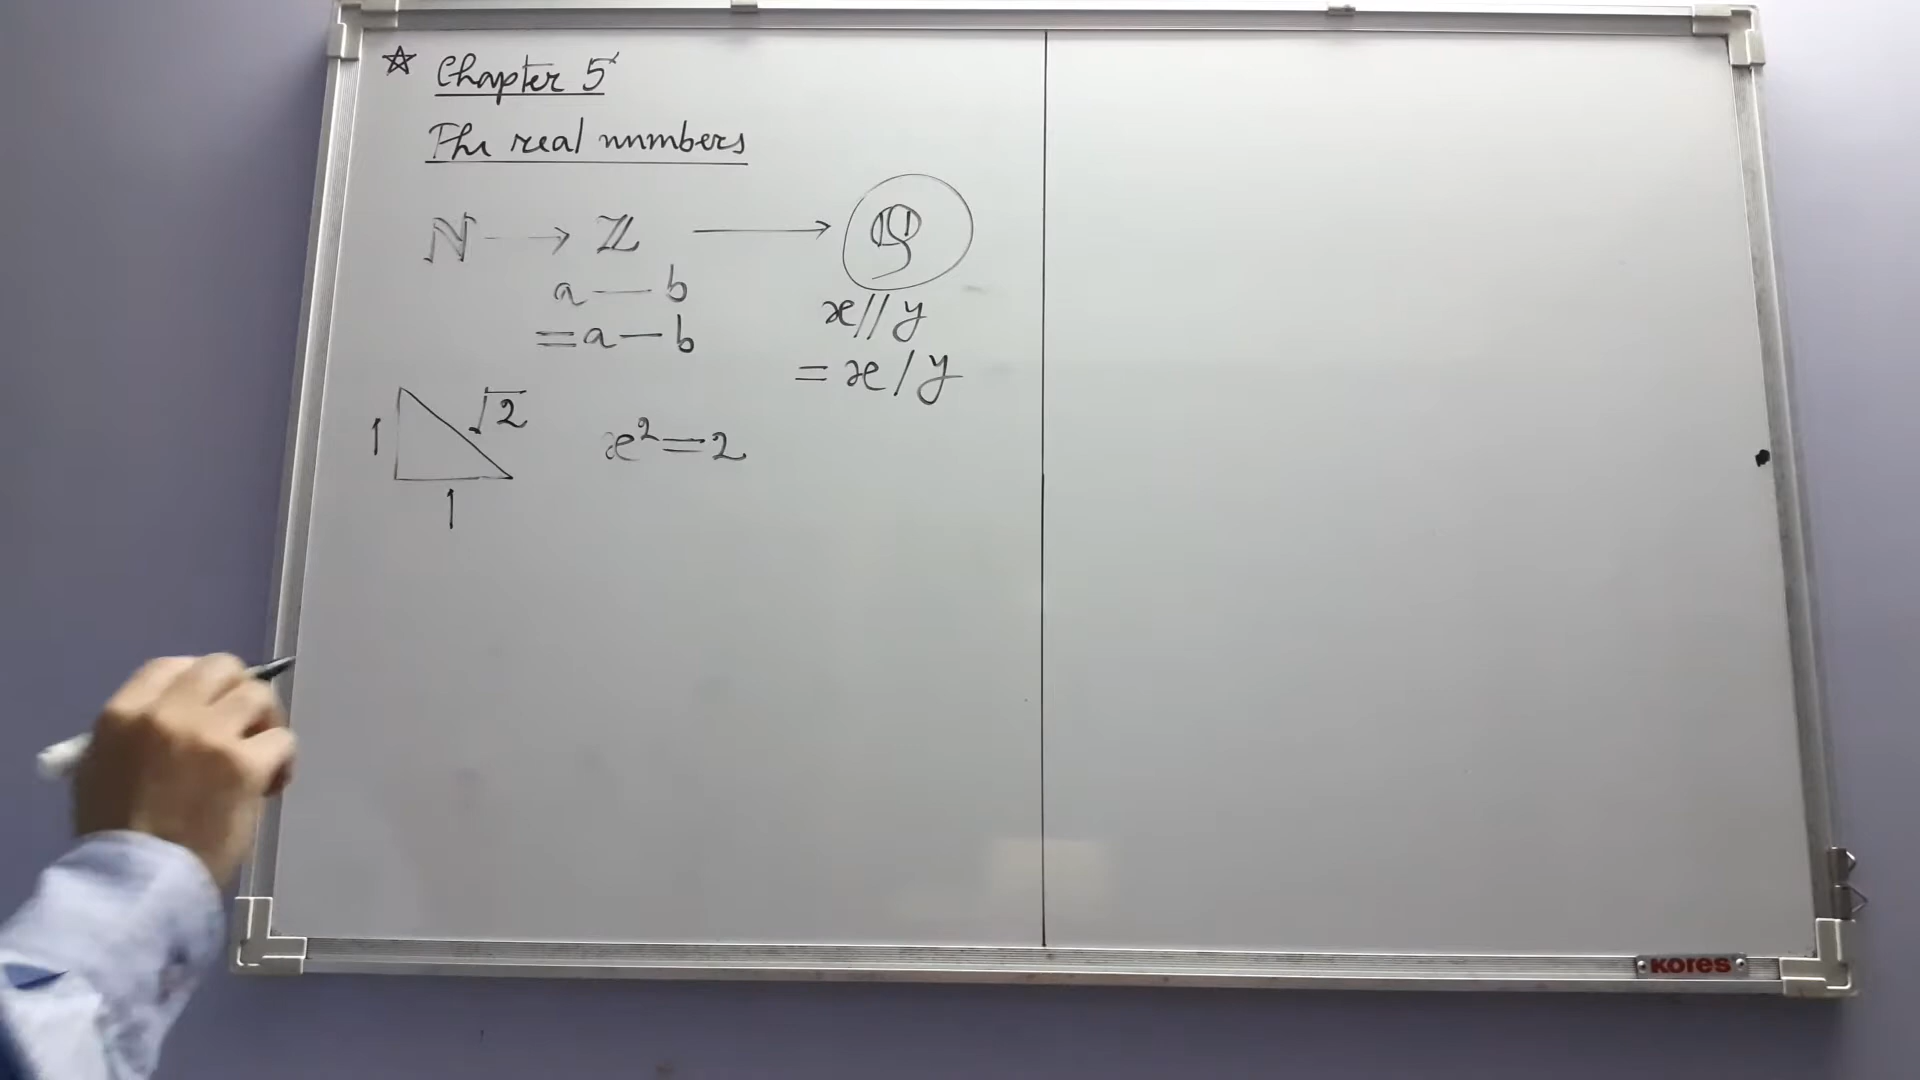 ☆ Chapter 5
The real numbers
ℕ → ℤ → ℚ
a — b
= a — b
x // y
= x / y
1
√2
1
x² = 2
KORES